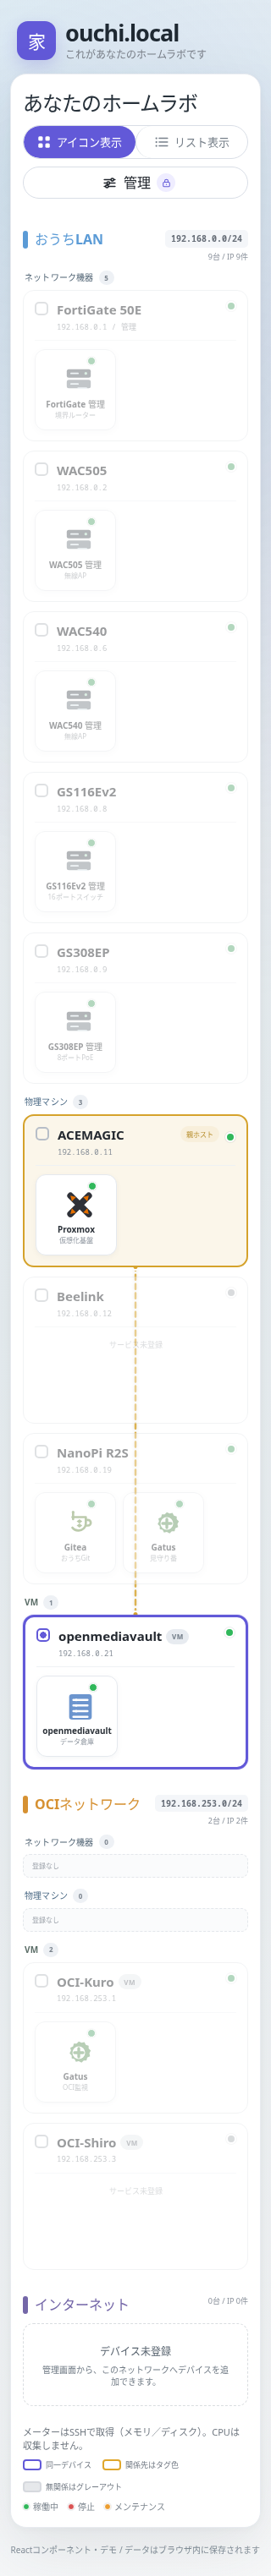 家
ouchi.local
これがあなたのホームラボです
あなたのホームラボ
アイコン表示
リスト表示
管理
おうちLAN
192.168.0.0/24
9台 / IP 9件
ネットワーク機器 5
FortiGate 50E
192.168.0.1 / 管理
FortiGate 管理
境界ルーター
WAC505
192.168.0.2
WAC505 管理
無線AP
WAC540
192.168.0.6
WAC540 管理
無線AP
GS116Ev2
192.168.0.8
GS116Ev2 管理
16ポートスイッチ
GS308EP
192.168.0.9
GS308EP 管理
8ポートPoE
物理マシン 3
ACEMAGIC
親ホスト
192.168.0.11
Proxmox
仮想化基盤
Beelink
192.168.0.12
サービス未登録
NanoPi R2S
192.168.0.19
Gitea
おうちGit
Gatus
見守り番
VM 1
openmediavault VM
192.168.0.21
openmediavault
データ倉庫
OCIネットワーク
192.168.253.0/24
2台 / IP 2件
ネットワーク機器 0
登録なし
物理マシン 0
登録なし
VM 2
OCI-Kuro VM
192.168.253.1
Gatus
OCI監視
OCI-Shiro VM
192.168.253.3
サービス未登録
インターネット
0台 / IP 0件
デバイス未登録
管理画面から、このネットワークへデバイスを追
加できます。
メーターはSSHで取得（メモリ／ディスク）。CPUは
収集しません。
同一デバイス
関係先はタグ色
無関係はグレーアウト
稼働中
停止
メンテナンス
Reactコンポーネント・デモ / データはブラウザ内に保存されます